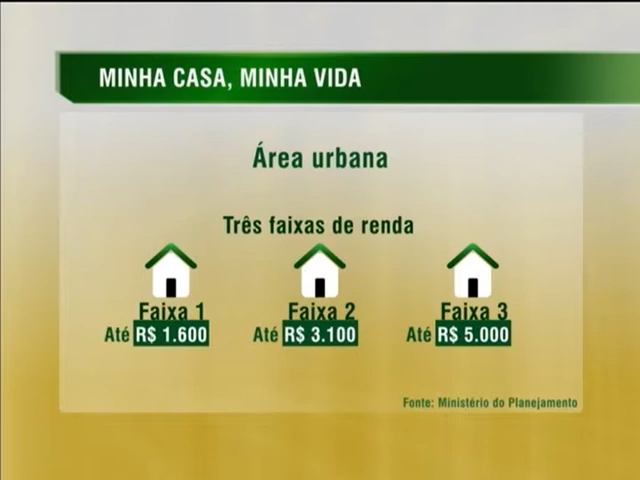 MINHA CASA, MINHA VIDA
Área urbana
Três faixas de renda
Faixa 1 Faixa 2 Faixa 3
Até R$ 1.600 Até R$ 3.100 Até R$ 5.000
Fonte: Ministério do Planejamento